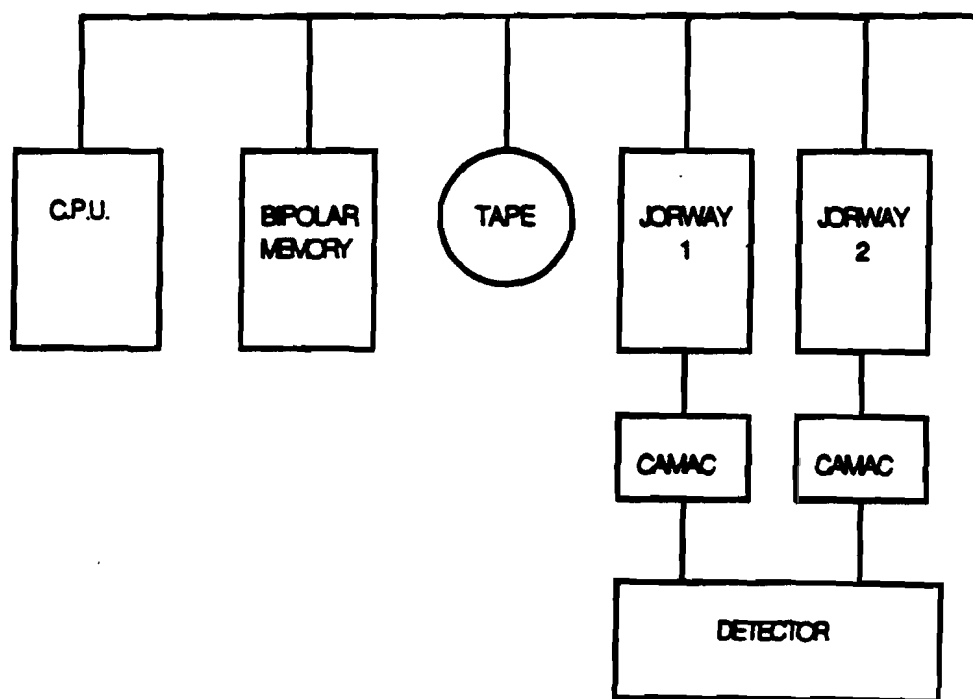 C.P.U.
BIPOLAR
MEMORY
TAPE
JORWAY
1
JORWAY
2
CAMAC
CAMAC
DETECTOR